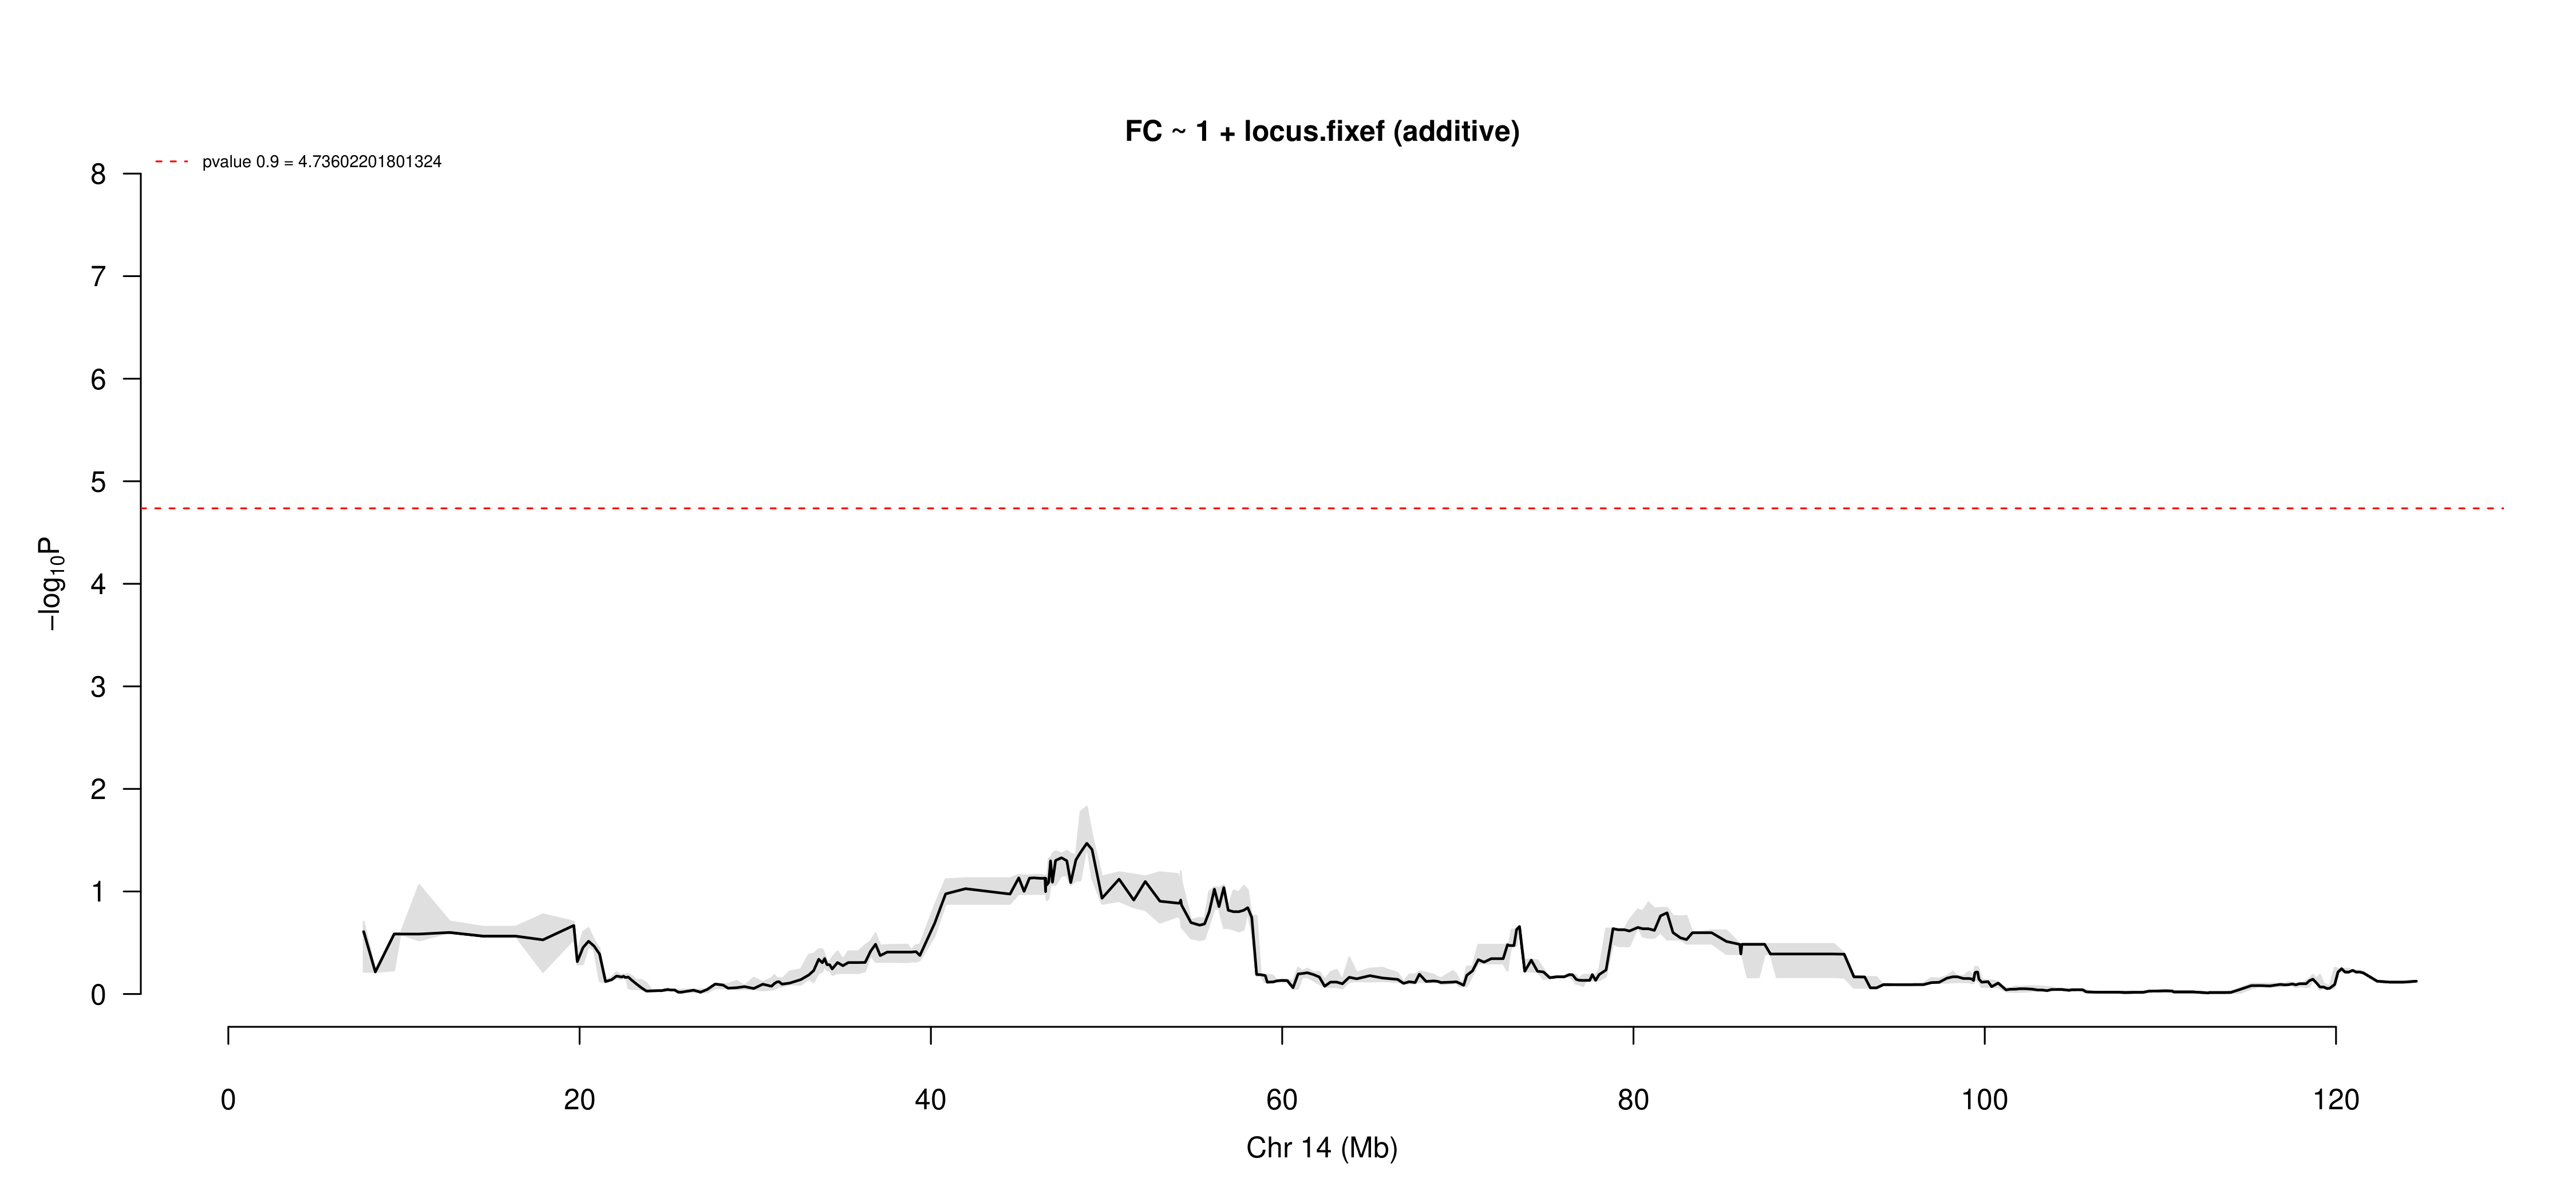 FC ~ 1 + locus.fixef (additive)
pvalue 0.9 = 4.73602201801324
8
7
6
5
4
3
2
1
0
−log10P
0 20 40 60 80 100 120
Chr 14 (Mb)